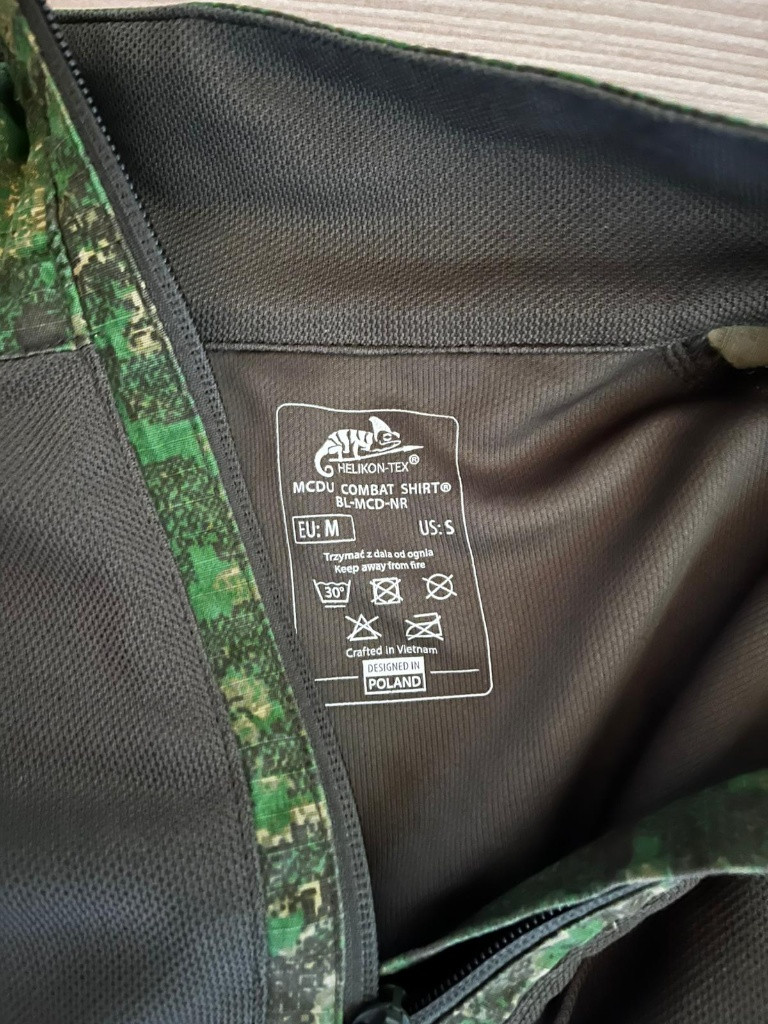 HELIKON-TEX®
MCDU COMBAT SHIRT®
BL-MCD-NR
EU: M US: S
Trzymać z dala od ognia
Keep away from fire
30°
Crafted in Vietnam
DESIGNED IN
POLAND